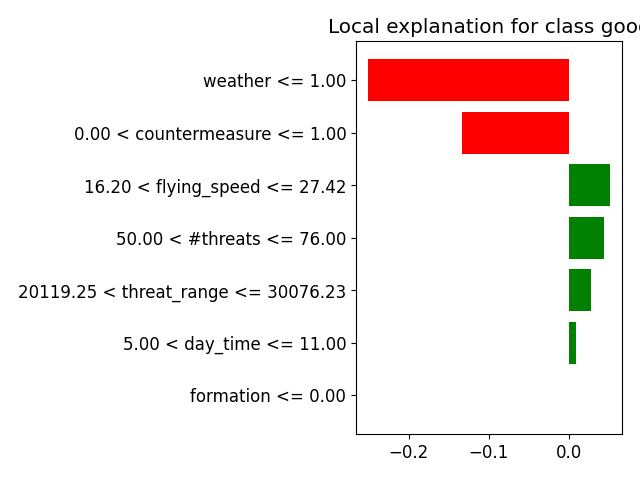 Local explanation for class goo
weather <= 1.00
0.00 < countermeasure <= 1.00
16.20 < flying_speed <= 27.42
50.00 < #threats <= 76.00
20119.25 < threat_range <= 30076.23
5.00 < day_time <= 11.00
formation <= 0.00
−0.2 −0.1 0.0